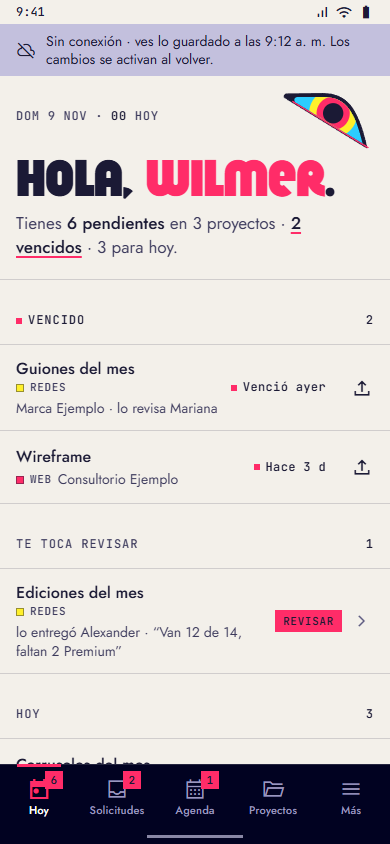 9:41
Sin conexión · ves lo guardado a las 9:12 a. m. Los
cambios se activan al volver.
DOM 9 NOV · 00 HOY
HOLA, WILMER.
Tienes 6 pendientes en 3 proyectos · 2
vencidos · 3 para hoy.
VENCIDO 2
Guiones del mes
REDES
Venció ayer
Marca Ejemplo · lo revisa Mariana
Wireframe
WEB Consultorio Ejemplo
Hace 3 d
TE TOCA REVISAR 1
Ediciones del mes
REDES
lo entregó Alexander · “Van 12 de 14,
faltan 2 Premium”
REVISAR
HOY 3
Carruseles del mes
6 2 1
Hoy Solicitudes Agenda Proyectos Más